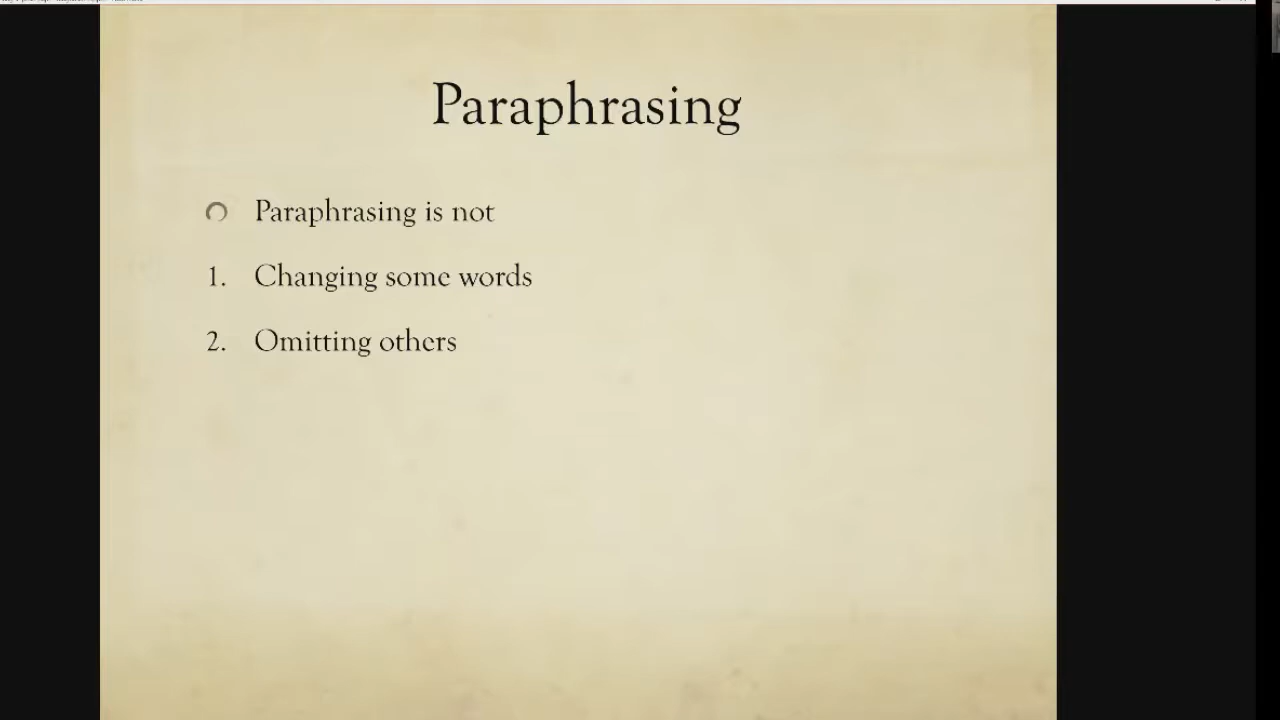 Paraphrasing
Paraphrasing is not
1. Changing some words
2. Omitting others